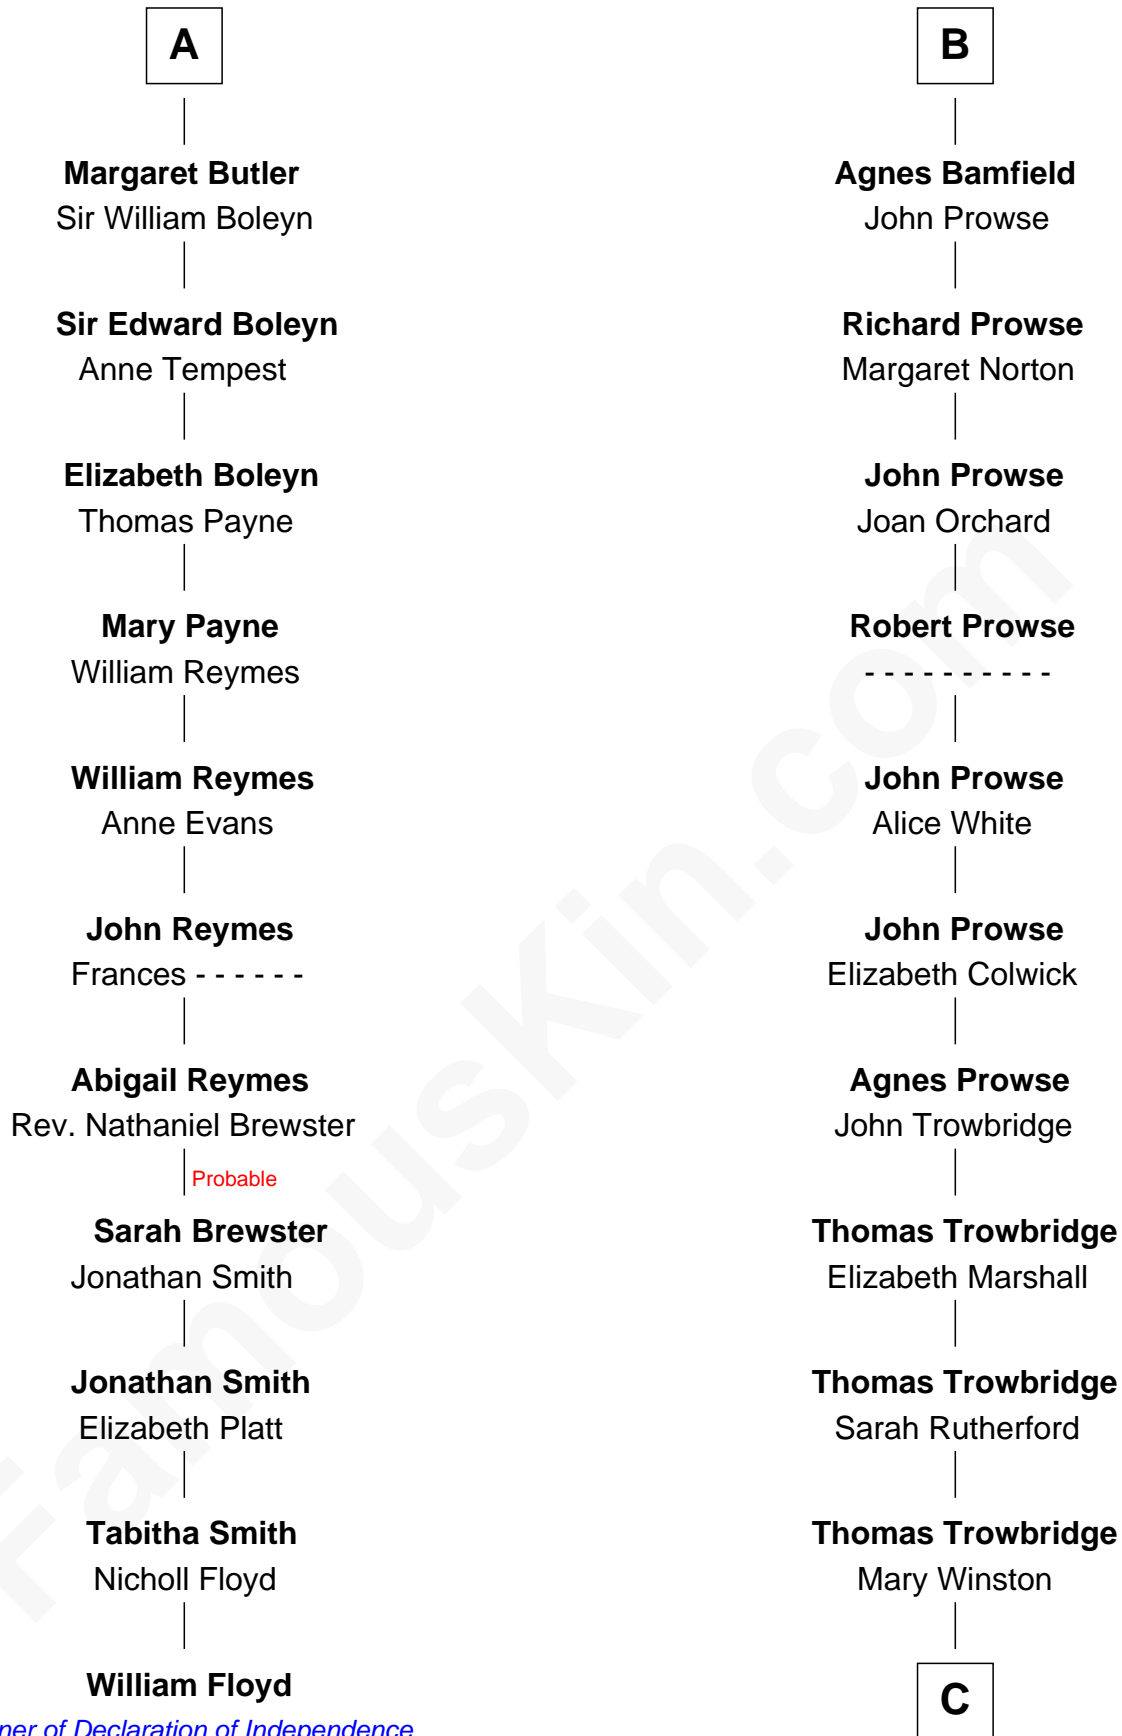 A
Margaret Butler
Sir William Boleyn
Sir Edward Boleyn
Anne Tempest
Elizabeth Boleyn
Thomas Payne
Mary Payne
William Reymes
William Reymes
Anne Evans
John Reymes
Frances - - - - - -
Abigail Reymes
Rev. Nathaniel Brewster
Probable
Sarah Brewster
Jonathan Smith
Jonathan Smith
Elizabeth Platt
Tabitha Smith
Nicholl Floyd
William Floyd
ner of Declaration of Independence
B
Agnes Bamfield
John Prowse
Richard Prowse
Margaret Norton
John Prowse
Joan Orchard
Robert Prowse
- - - - - - - - - -
John Prowse
Alice White
John Prowse
Elizabeth Colwick
Agnes Prowse
John Trowbridge
Thomas Trowbridge
Elizabeth Marshall
Thomas Trowbridge
Sarah Rutherford
Thomas Trowbridge
Mary Winston
C
FamousKin.com